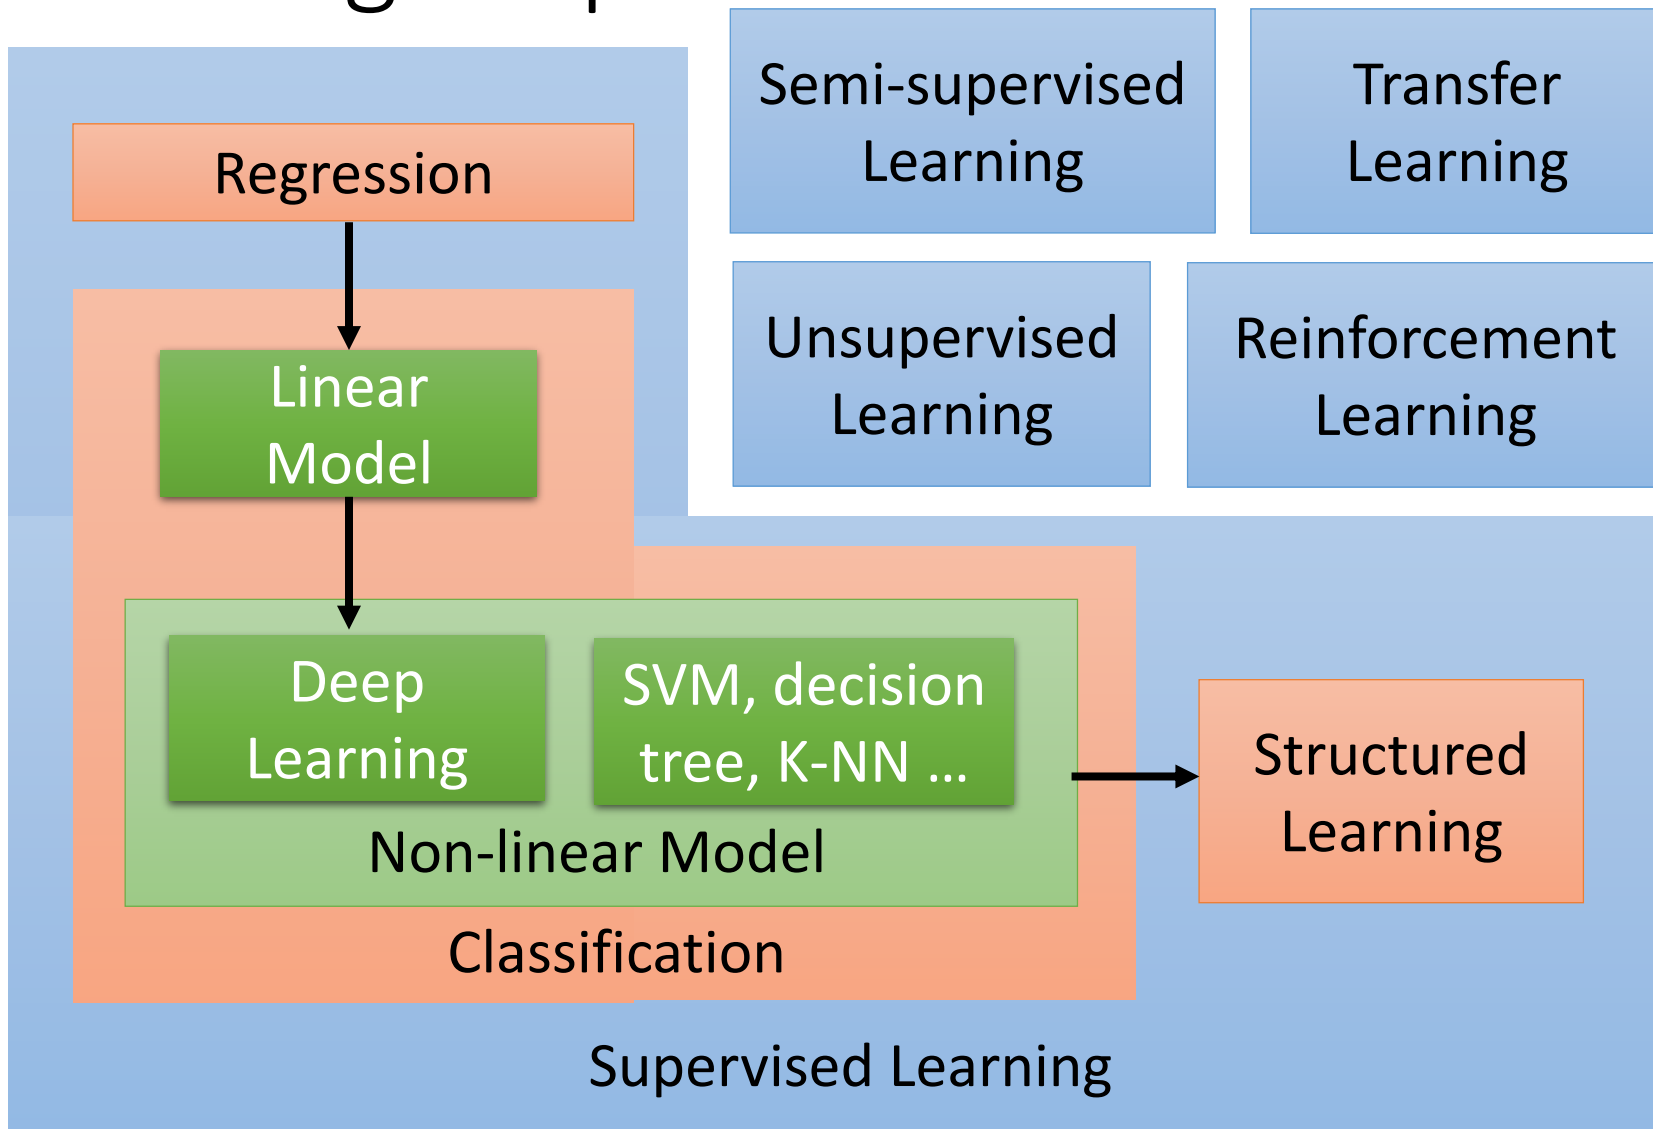 Semi-supervised
Learning
Transfer
Learning
Regression
Unsupervised
Learning
Reinforcement
Learning
Linear
Model
Deep
Learning
SVM, decision
tree, K-NN ...
Structured
Learning
Non-linear Model
Classification
Supervised Learning